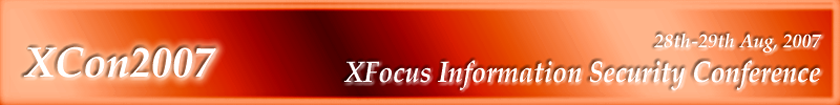 XCon2007
28th-29th Aug, 2007
XFocus Information Security Conference